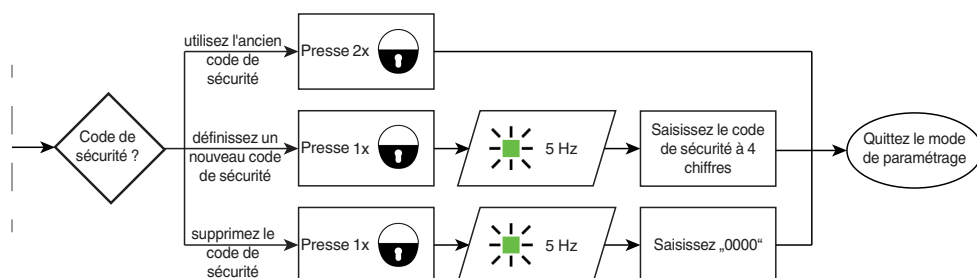 utilisez l'ancien
code de
sécurité
Presse 2x
Code de
sécurité ?
définissez un
nouveau code
de sécurité
Presse 1x
5 Hz
Saisissez le code
de sécurité à 4
chiffres
Quittez le mode
de paramétrage
supprimez le
code de
sécurité
Presse 1x
5 Hz
Saisissez „0000“